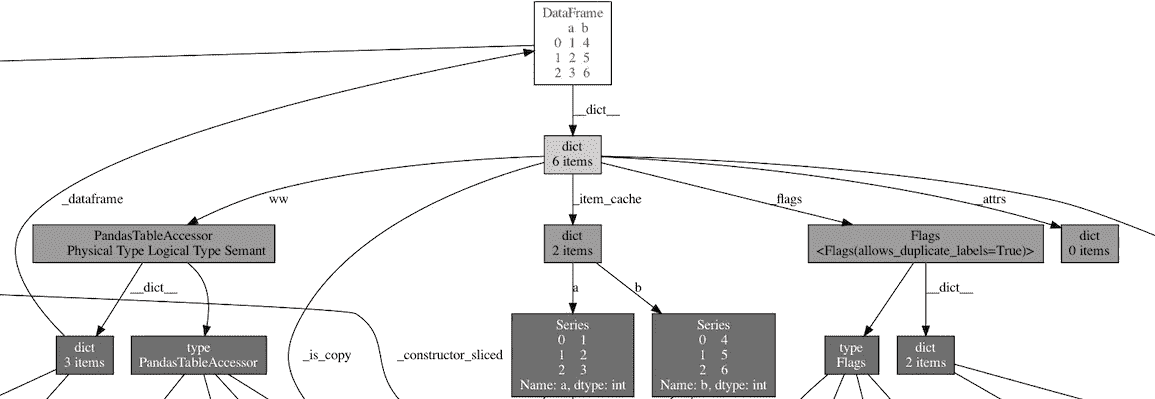 DataFrame
a b
0 1 4
1 2 5
2 3 6
__dict__
dict
6 items
_dataframe
ww
_item_cache
_flags
_attrs
PandasTableAccessor
Physical Type Logical Type Semant
dict
2 items
Flags
<Flags(allows_duplicate_labels=True)>
dict
0 items
__dict__
a
b
__dict__
dict
3 items
type
PandasTableAccessor
_is_copy
_constructor_sliced
Series
0 1
1 2
2 3
Name: a, dtype: int
Series
0 4
1 5
2 6
Name: b, dtype: int
type
Flags
dict
2 items